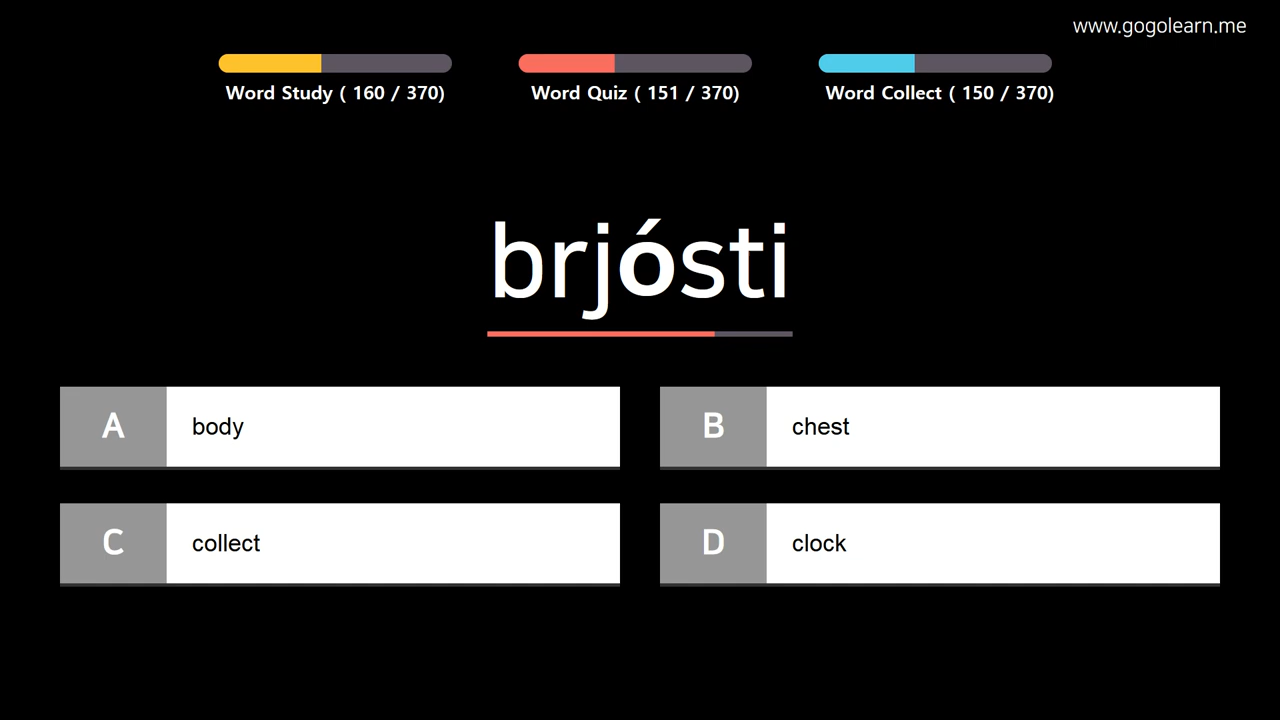 www.gogolearn.me
Word Study ( 160 / 370)
Word Quiz ( 151 / 370)
Word Collect ( 150 / 370)
brjósti
A body
B chest
C collect
D clock